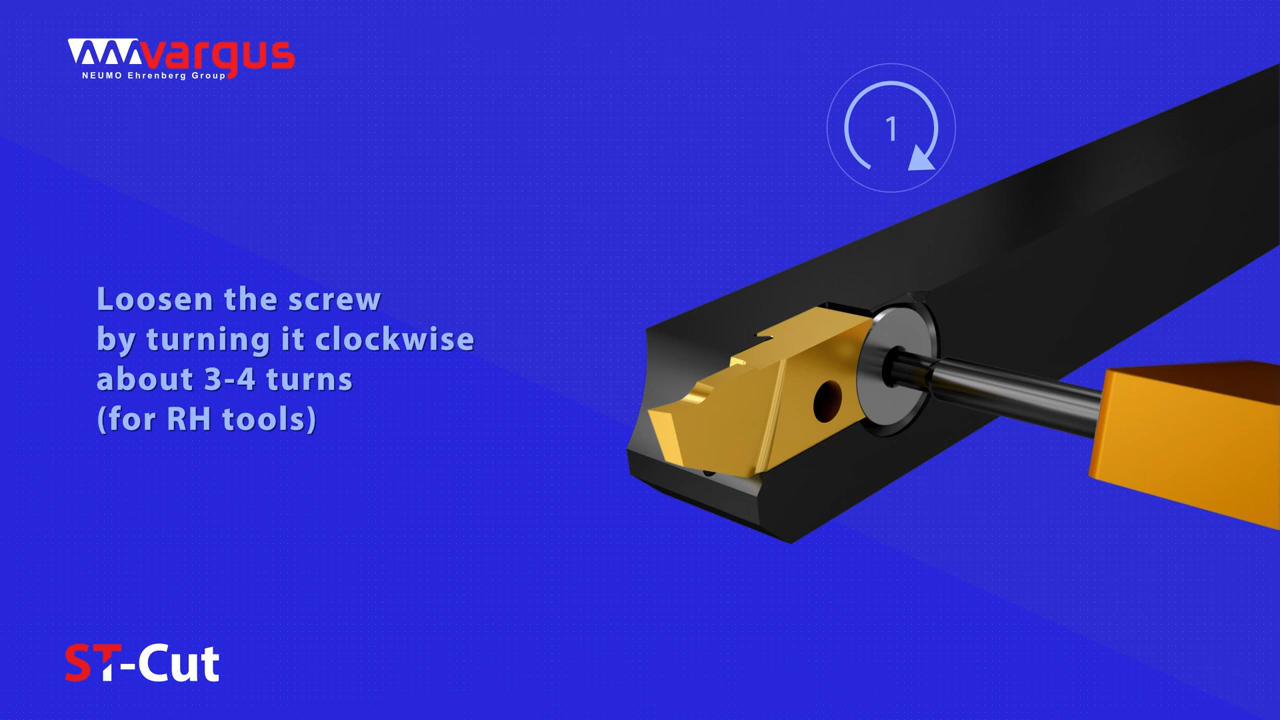 vargus
NEUMO Ehrenberg Group
1
Loosen the screw
by turning it clockwise
about 3-4 turns
(for RH tools)
ST-Cut